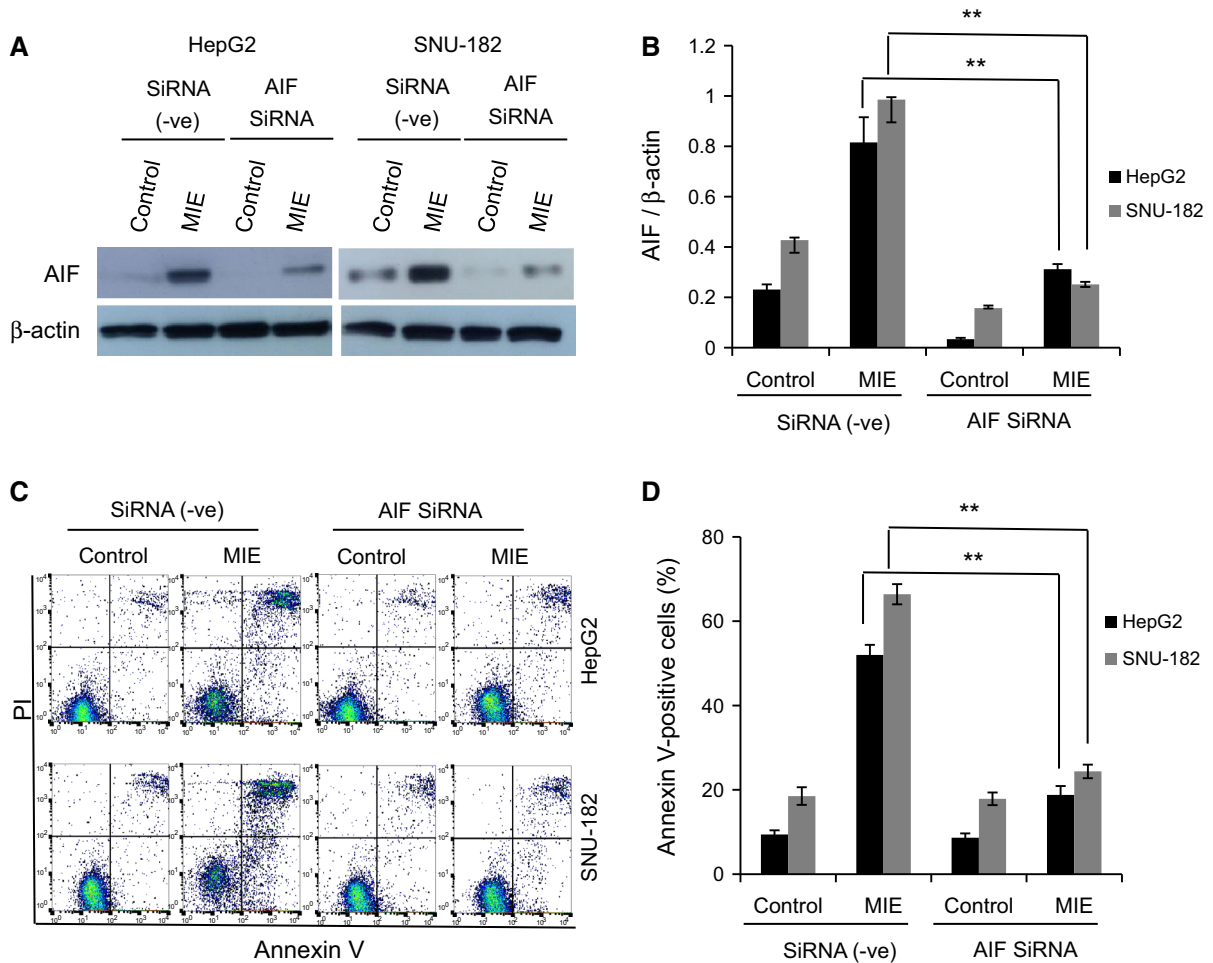 A
HepG2 SNU-182
SiRNA (-ve) AIF SiRNA SiRNA (-ve) AIF SiRNA
Control MIE Control MIE Control MIE Control MIE
AIF
β-actin
B
** **
AIF / β-actin
1.2
1
0.8
0.6
0.4
0.2
0
Control MIE Control MIE
SiRNA (-ve) AIF SiRNA
HepG2
SNU-182
C
SiRNA (-ve) AIF SiRNA
Control MIE Control MIE
HepG2
SNU-182
PI
Annexin V
D
** **
Annexin V-positive cells (%)
80
60
40
20
0
Control MIE Control MIE
SiRNA (-ve) AIF SiRNA
HepG2
SNU-182